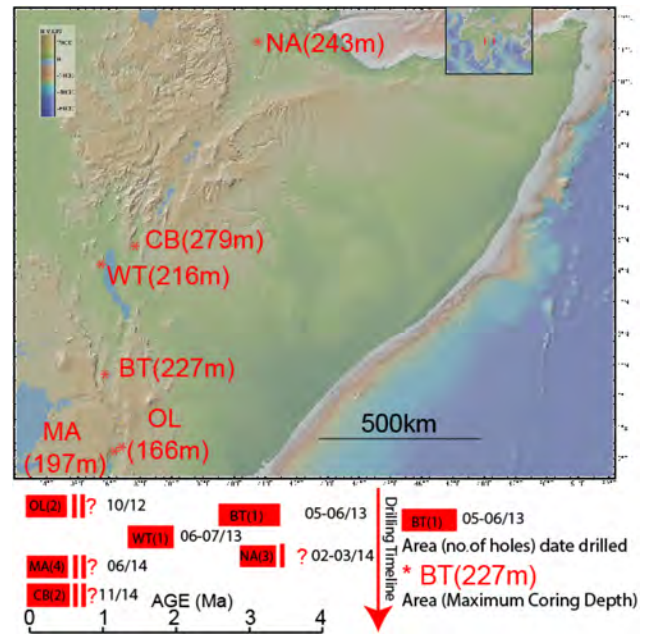 NA(243m)
CB(279m)
WT(216m)
BT(227m)
OL
(166m)
MA
(197m)
500km
OL(2) ? 10/12
BT(1) 05-06/13
WT(1) 06-07/13
NA(3) ? 02-03/14
MA(4) ? 06/14
CB(2) ? 11/14
AGE (Ma)
0 1 2 3 4
Drilling Timeline
BT(1) 05-06/13
Area (no.of holes) date drilled
* BT(227m)
Area (Maximum Coring Depth)